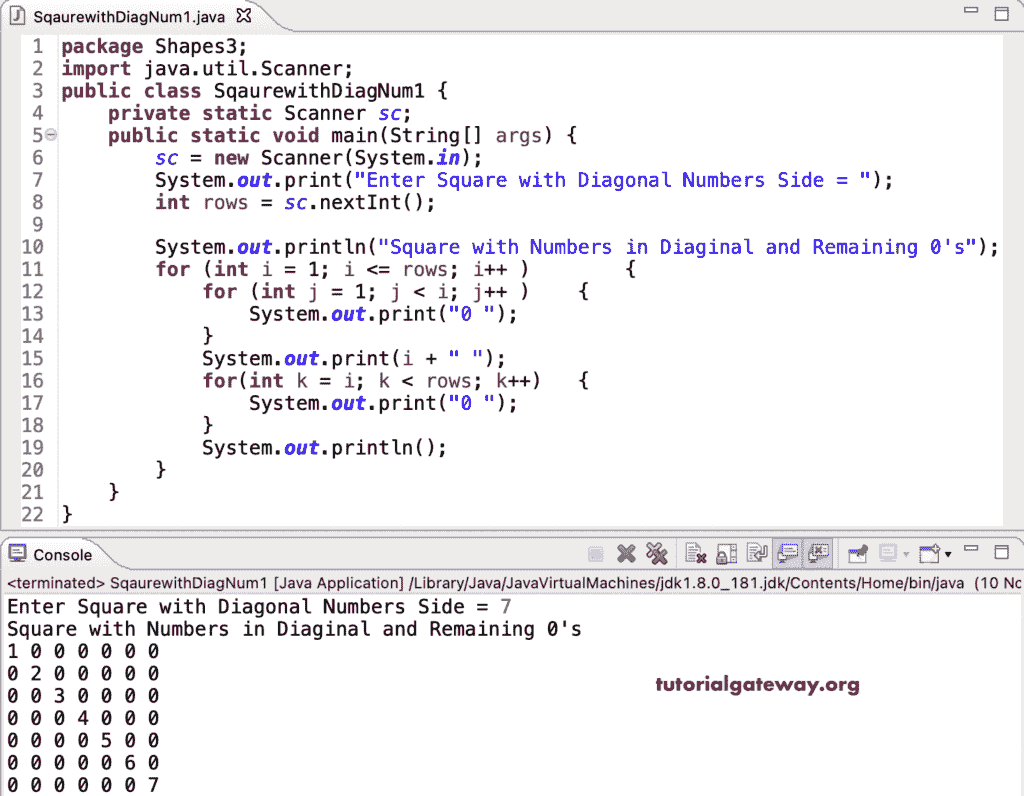 SqaurewithDiagNum1.java
1 package Shapes3;
2 import java.util.Scanner;
3 public class SqaurewithDiagNum1 {
4     private static Scanner sc;
5     public static void main(String[] args) {
6         sc = new Scanner(System.in);
7         System.out.print("Enter Square with Diagonal Numbers Side = ");
8         int rows = sc.nextInt();
9
10         System.out.println("Square with Numbers in Diaginal and Remaining 0's");
11         for (int i = 1; i <= rows; i++ )        {
12             for (int j = 1; j < i; j++ )    {
13                 System.out.print("0 ");
14             }
15             System.out.print(i + " ");
16             for(int k = i; k < rows; k++)   {
17                 System.out.print("0 ");
18             }
19             System.out.println();
20         }
21     }
22 }
Console
<terminated> SqaurewithDiagNum1 [Java Application] /Library/Java/JavaVirtualMachines/jdk1.8.0_181.jdk/Contents/Home/bin/java (10 No
Enter Square with Diagonal Numbers Side = 7
Square with Numbers in Diaginal and Remaining 0's
1 0 0 0 0 0 0
0 2 0 0 0 0 0
0 0 3 0 0 0 0
tutorialgateway.org
0 0 0 4 0 0 0
0 0 0 0 5 0 0
0 0 0 0 0 6 0
0 0 0 0 0 0 7